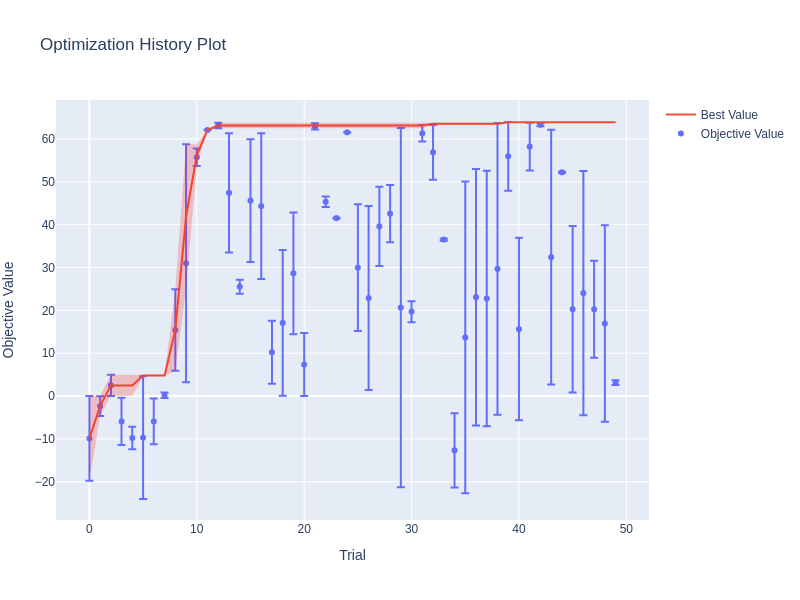 Optimization History Plot
Best Value
Objective Value
60
50
40
30
20
10
0
−10
−20
Objective Value
0 10 20 30 40 50
Trial